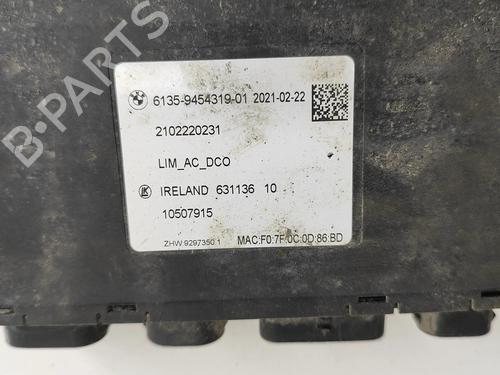 6135-9454319-01 2021-02-22
2102220231
LIM_AC_DCO
LK IRELAND 631136 10
10507915
ZHW:9297350.1 MAC:F0:7F:0C:0D:86:BD
B-PARTS